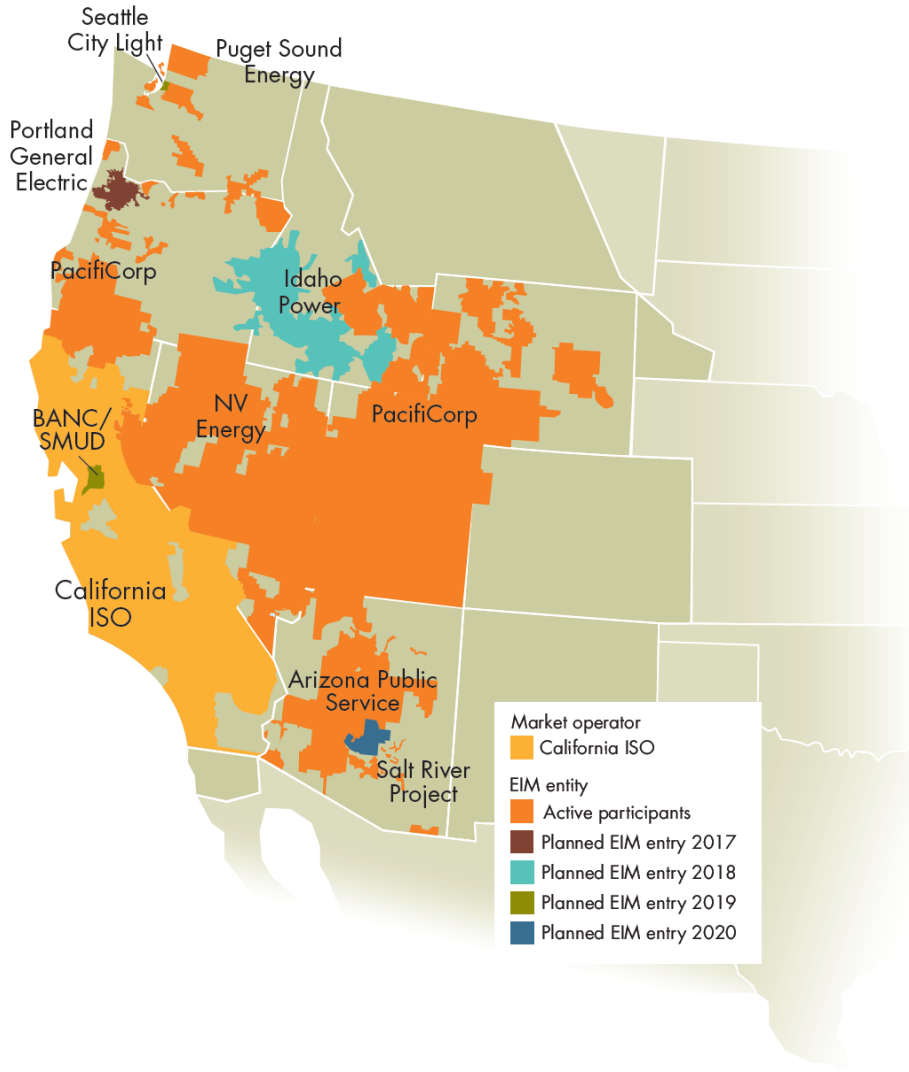 Seattle
City Light
Puget Sound
Energy
Portland
General
Electric
PacifiCorp
Idaho
Power
NV
Energy
PacifiCorp
BANC/
SMUD
California
ISO
Arizona Public
Service
Salt River
Project
Market operator
California ISO
EIM entity
Active participants
Planned EIM entry 2017
Planned EIM entry 2018
Planned EIM entry 2019
Planned EIM entry 2020